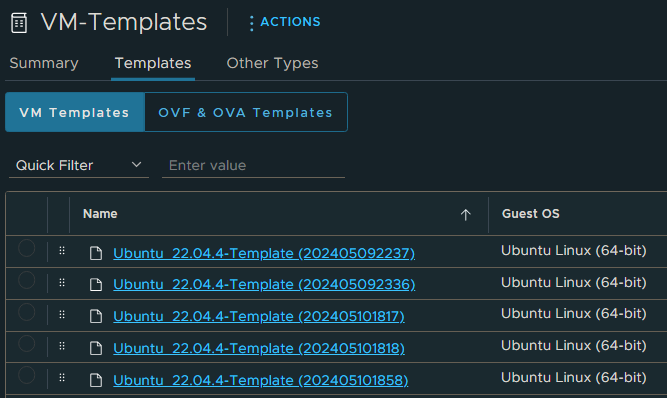 VM-Templates
ACTIONS
Summary Templates Other Types
VM Templates OVF & OVA Templates
Quick Filter Enter value
Name Guest OS
Ubuntu_22.04.4-Template (202405092237) Ubuntu Linux (64-bit)
Ubuntu_22.04.4-Template (202405092336) Ubuntu Linux (64-bit)
Ubuntu_22.04.4-Template (202405101817) Ubuntu Linux (64-bit)
Ubuntu_22.04.4-Template (202405101818) Ubuntu Linux (64-bit)
Ubuntu_22.04.4-Template (202405101858) Ubuntu Linux (64-bit)